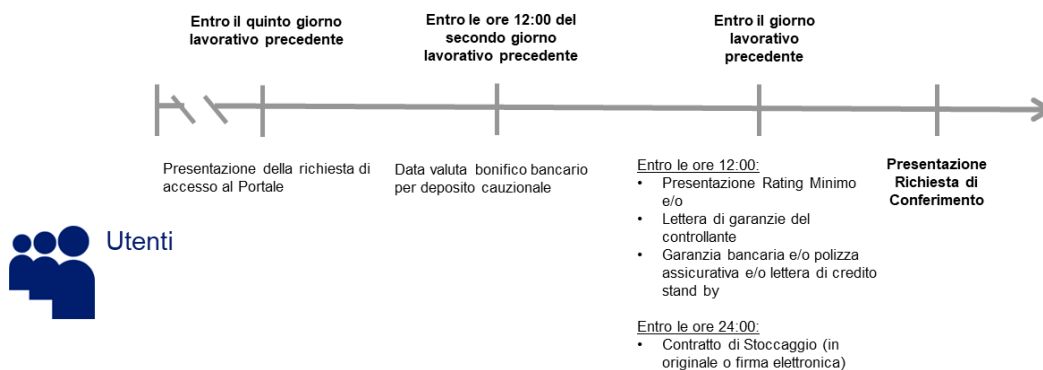 Entro il quinto giorno
lavorativo precedente
Entro le ore 12:00 del
secondo giorno
lavorativo precedente
Entro il giorno
lavorativo
precedente
Presentazione della richiesta di
accesso al Portale
Data valuta bonifico bancario
per deposito cauzionale
Entro le ore 12:00:
• Presentazione Rating Minimo
e/o
• Lettera di garanzie del
controllante
• Garanzia bancaria e/o polizza
assicurativa e/o lettera di credito
stand by
Entro le ore 24:00:
• Contratto di Stoccaggio (in
originale o firma elettronica)
Presentazione
Richiesta di
Conferimento
Utenti